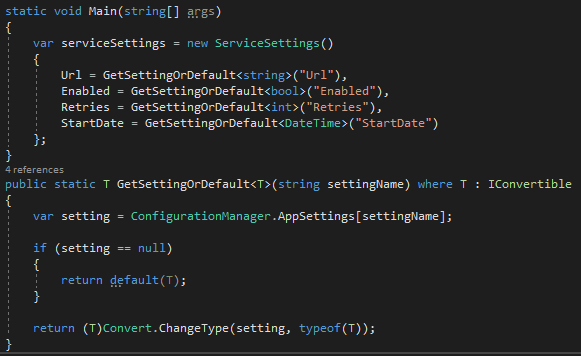 static void Main(string[] args)
{
    var serviceSettings = new ServiceSettings()
    {
        Url = GetSettingOrDefault<string>("Url"),
        Enabled = GetSettingOrDefault<bool>("Enabled"),
        Retries = GetSettingOrDefault<int>("Retries"),
        StartDate = GetSettingOrDefault<DateTime>("StartDate")
    };
}
4 references
public static T GetSettingOrDefault<T>(string settingName) where T : IConvertible
{
    var setting = ConfigurationManager.AppSettings[settingName];

    if (setting == null)
    {
        return default(T);
    }

    return (T)Convert.ChangeType(setting, typeof(T));
}